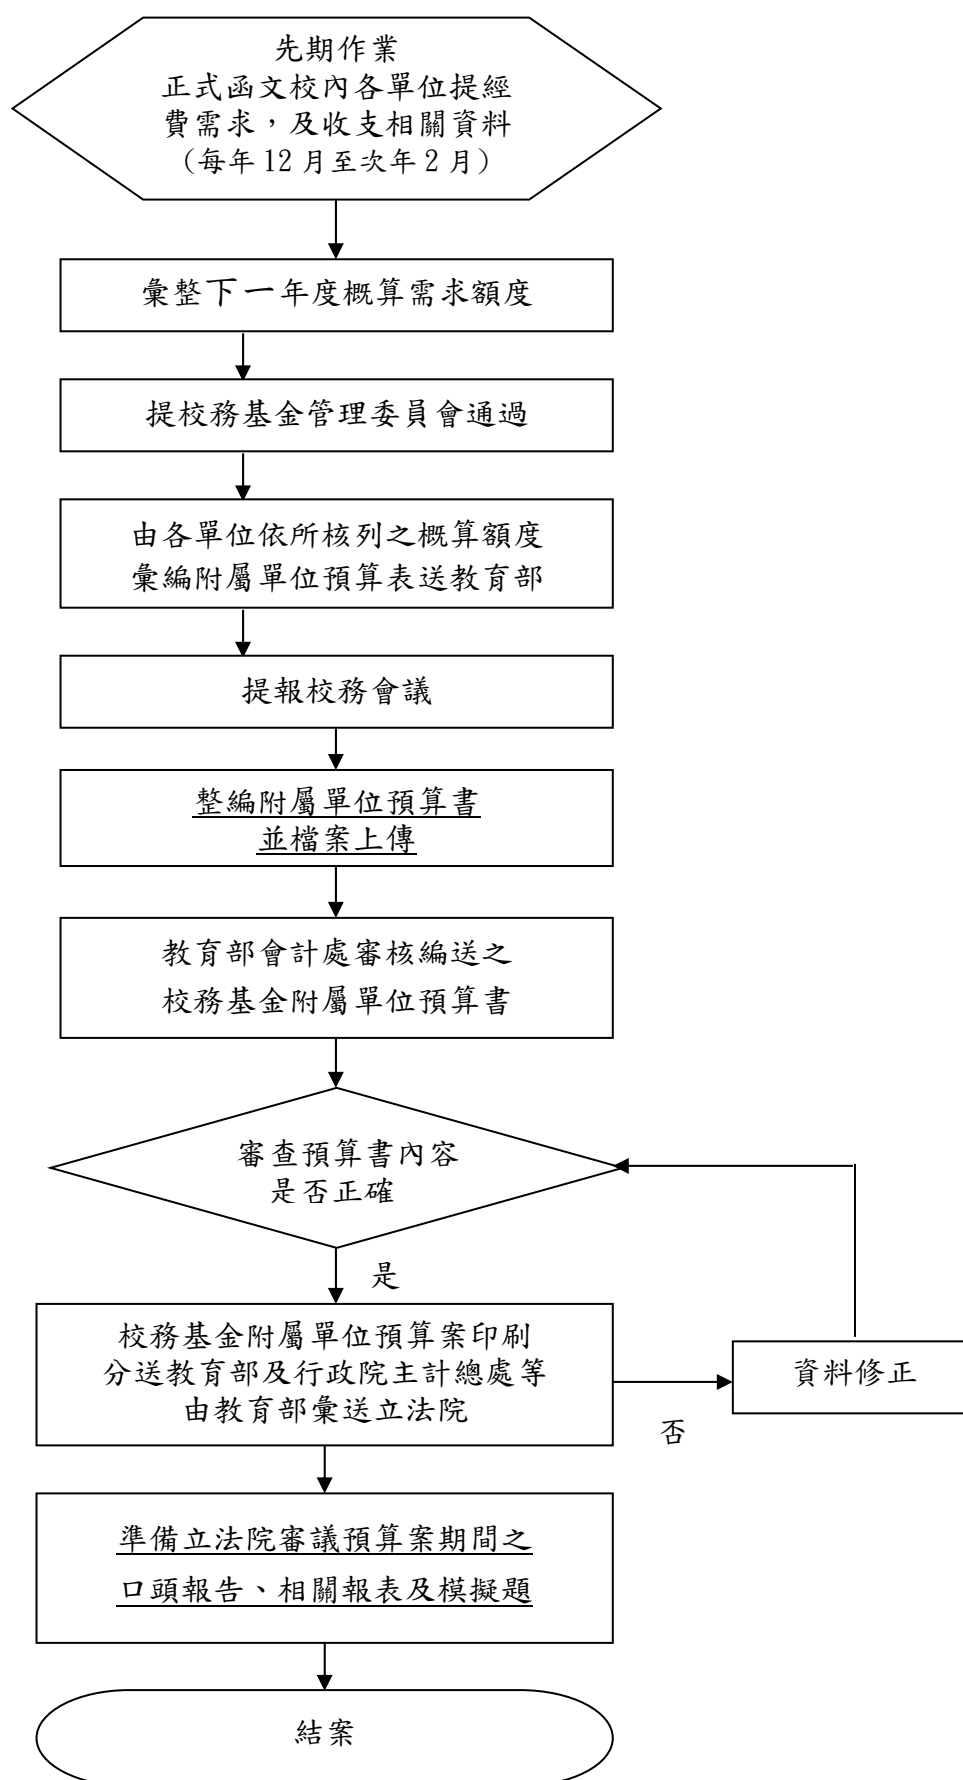 先期作業
正式函文校內各單位提經
費需求，及收支相關資料
（每年 12 月至次年 2 月）
彙整下一年度概算需求額度
提校務基金管理委員會通過
由各單位依所核列之概算額度
彙編附屬單位預算表送教育部
提報校務會議
整編附屬單位預算書
並檔案上傳
教育部會計處審核編送之
校務基金附屬單位預算書
審查預算書內容
是否正確
是
校務基金附屬單位預算案印刷
分送教育部及行政院主計總處等
由教育部彙送立法院
資料修正
否
準備立法院審議預算案期間之
口頭報告、相關報表及模擬題
結案